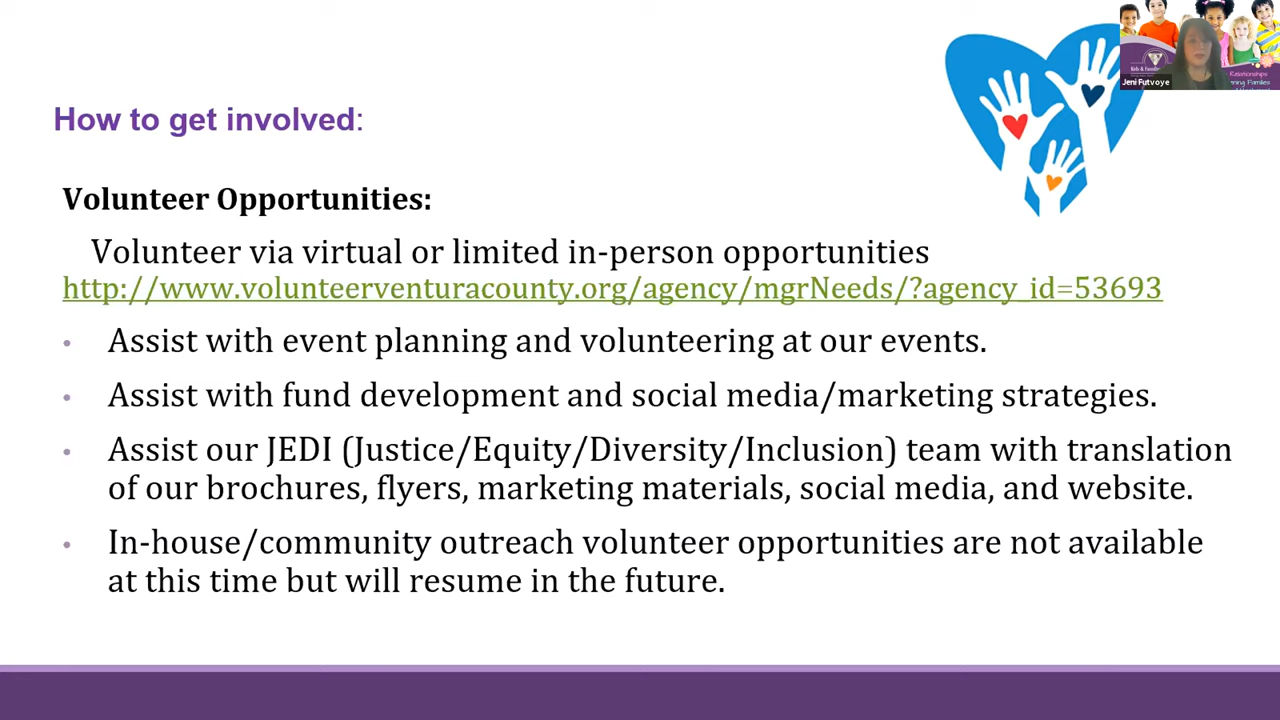 Kids & Families
Relationships
Jeni Futvoye
How to get involved:
Volunteer Opportunities:
Volunteer via virtual or limited in-person opportunities
http://www.volunteerventuracounty.org/agency/mgrNeeds/?agency_id=53693
• Assist with event planning and volunteering at our events.
• Assist with fund development and social media/marketing strategies.
• Assist our JEDI (Justice/Equity/Diversity/Inclusion) team with translation
of our brochures, flyers, marketing materials, social media, and website.
• In-house/community outreach volunteer opportunities are not available
at this time but will resume in the future.